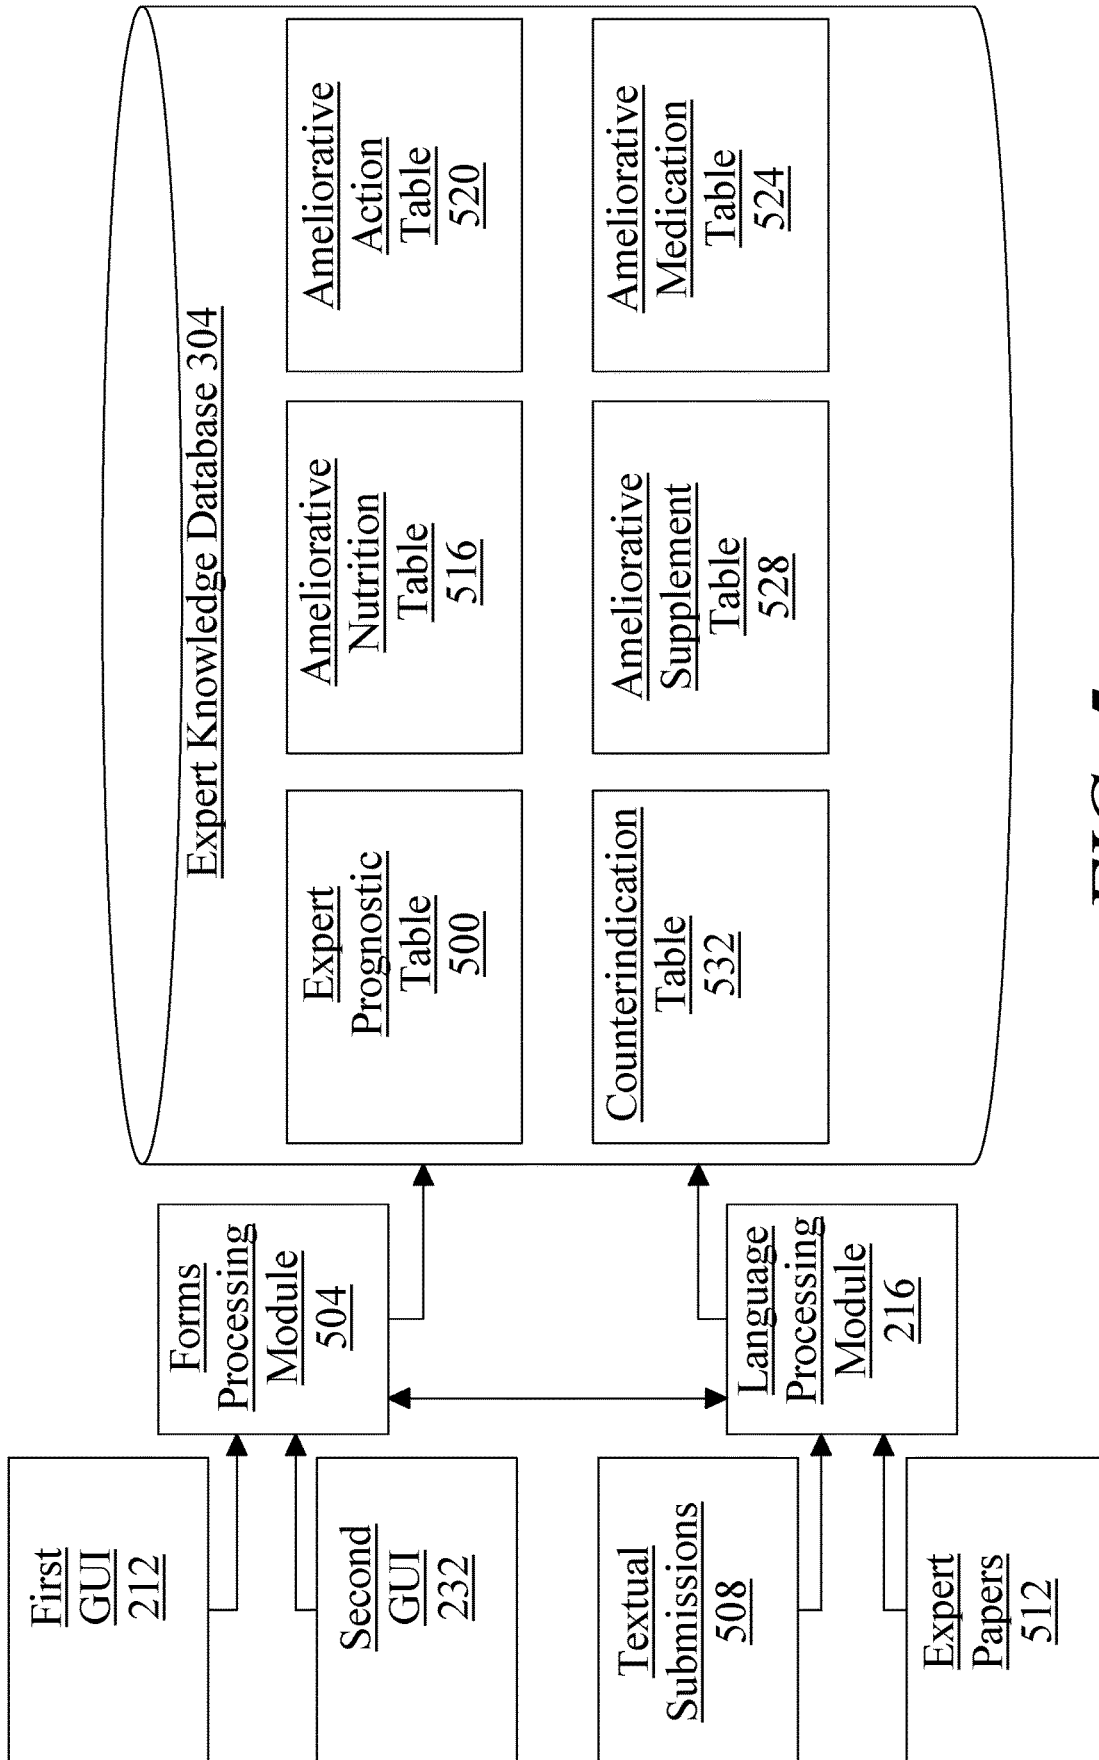 Expert Knowledge Database 304
First
GUI
212
Second
GUI
232
Textual
Submissions
508
Expert
Papers
512
Forms
Processing
Module
504
Language
Processing
Module
216
Expert
Prognostic
Table
500
Ameliorative
Nutrition
Table
516
Ameliorative
Action
Table
520
Counterindication
Table
532
Ameliorative
Supplement
Table
528
Ameliorative
Medication
Table
524